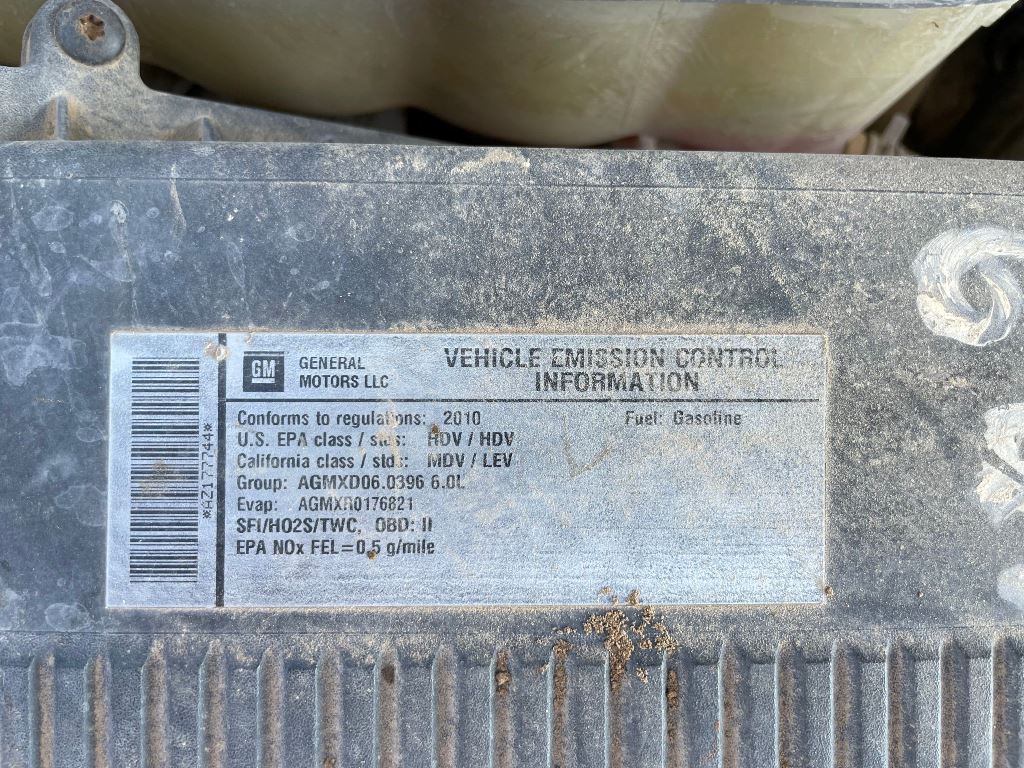 GM
GENERAL
MOTORS LLC
VEHICLE EMISSION CONTROL
INFORMATION
Conforms to regulations: 2010
Fuel: Gasoline
U.S. EPA class / stds: HDV / HDV
California class / stds: MDV / LEV
Group: AGMXD06.0396 6.0L
Evap: AGMXR0176821
SFI/HO2S/TWC, OBD: II
EPA NOx FEL=0.5 g/mile
*AZ177744*